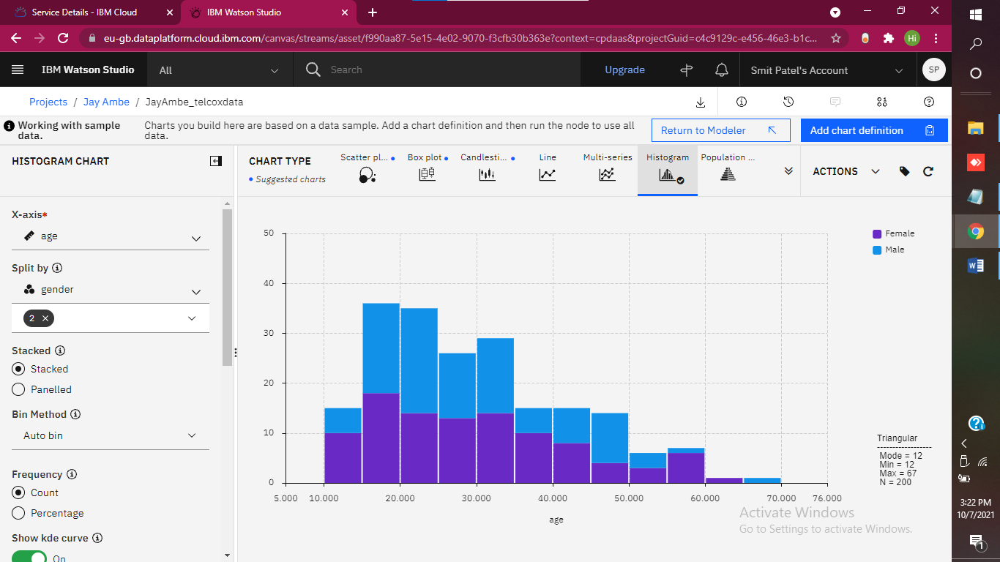 Service Details - IBM Cloud
IBM Watson Studio
eu-gb.dataplatform.cloud.ibm.com/canvas/streams/asset/f990aa87-5e15-4e02-9070-f3cfb30b363e?context=cpdaas&projectGuid=c4c9129c-e456-46e3-b1c...
Hi
IBM Watson Studio
All
Search
Upgrade
Smit Patel's Account
SP
Projects / Jay Ambe / JayAmbe_telcoxdata
Working with sample data.
Charts you build here are based on a data sample. Add a chart definition and then run the node to use all data.
Return to Modeler
Add chart definition
HISTOGRAM CHART
CHART TYPE
• Suggested charts
Scatter pl...
Box plot
Candlesti...
Line
Multi-series
Histogram
Population ...
ACTIONS
X-axis*
age
Split by
gender
2
Stacked
Stacked
Panelled
Bin Method
Auto bin
Frequency
Count
Percentage
Show kde curve
On
50
40
30
20
10
0
5.000 10.000 20.000 30.000 40.000 50.000 60.000 70.000 76.000
age
Female
Male
Triangular
------------------
Mode = 12
Min = 12
Max = 67
N = 200
Activate Windows
Go to Settings to activate Windows.
3:22 PM
10/7/2021
1